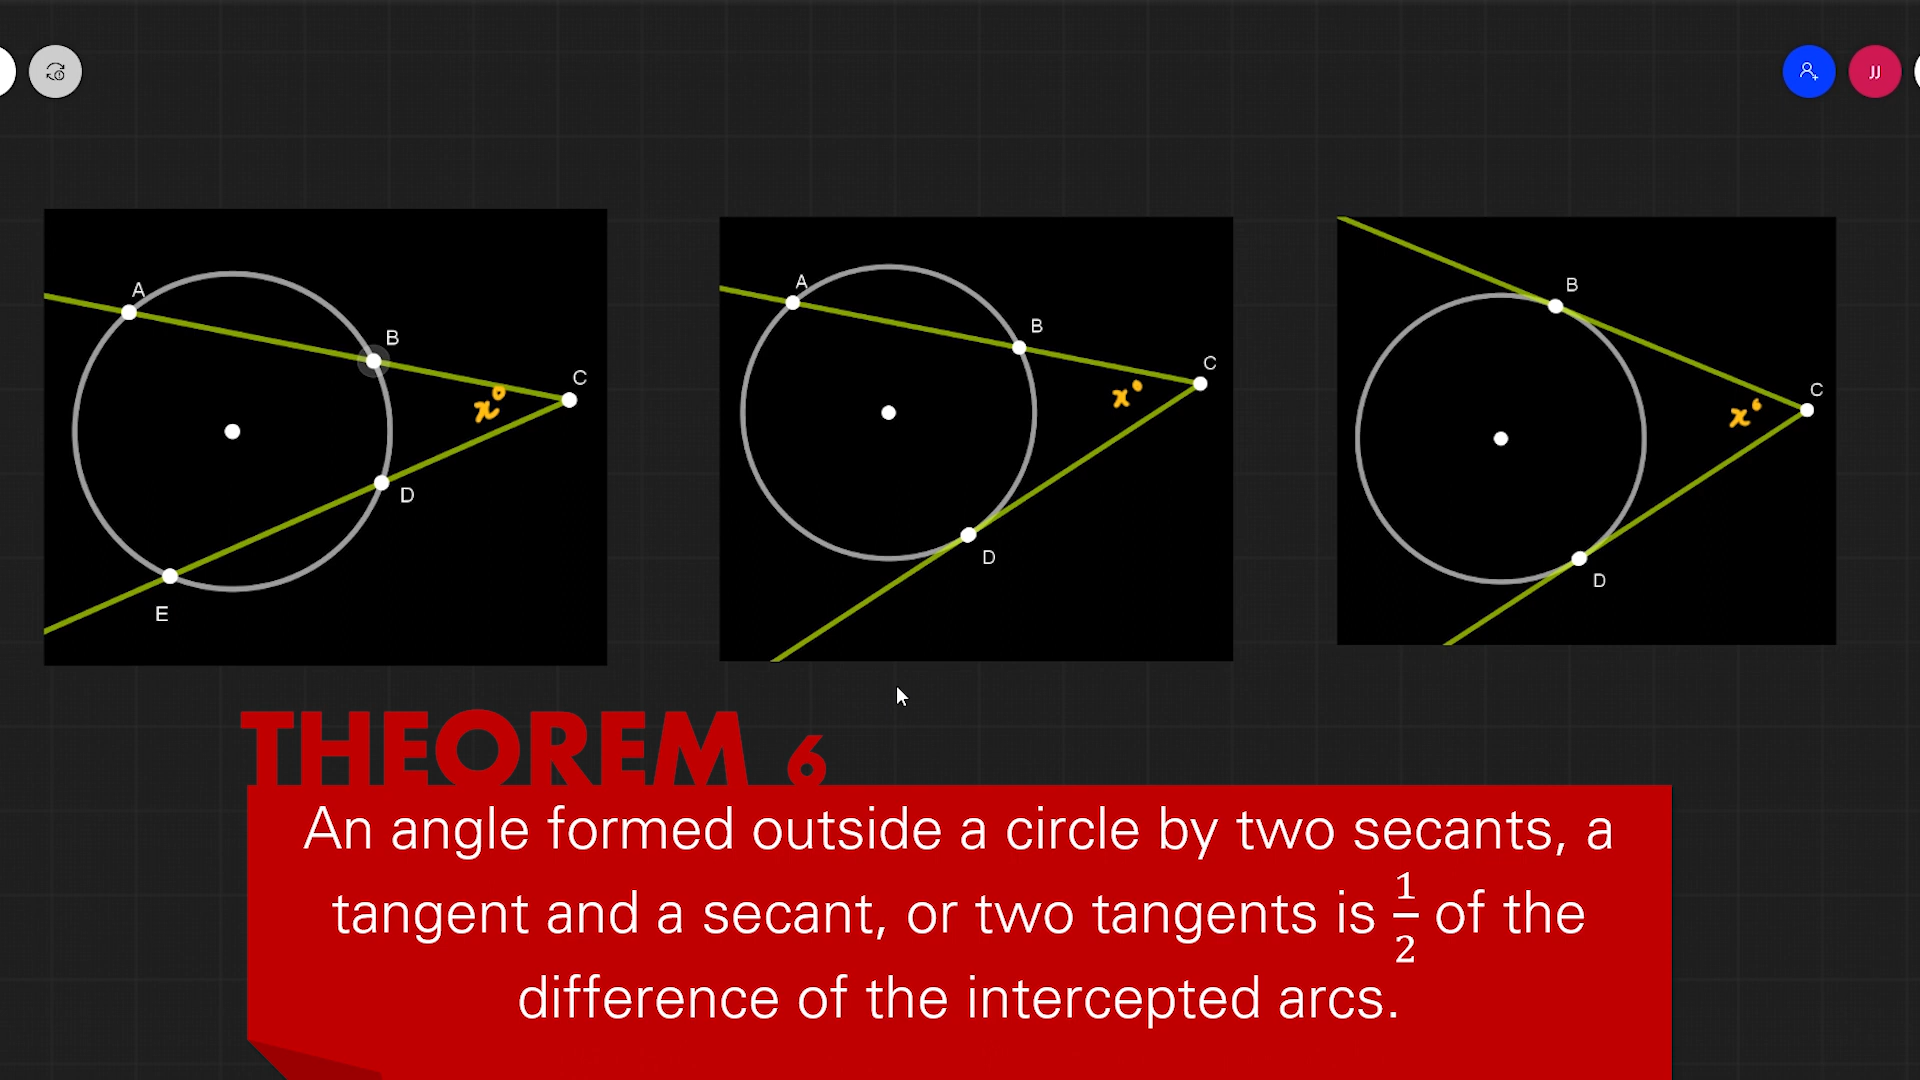 JJ
A
B
C
x°
D
E
A
B
C
x°
D
B
C
x°
D
THEOREM 6
An angle formed outside a circle by two secants, a
tangent and a secant, or two tangents is 1/2 of the
difference of the intercepted arcs.